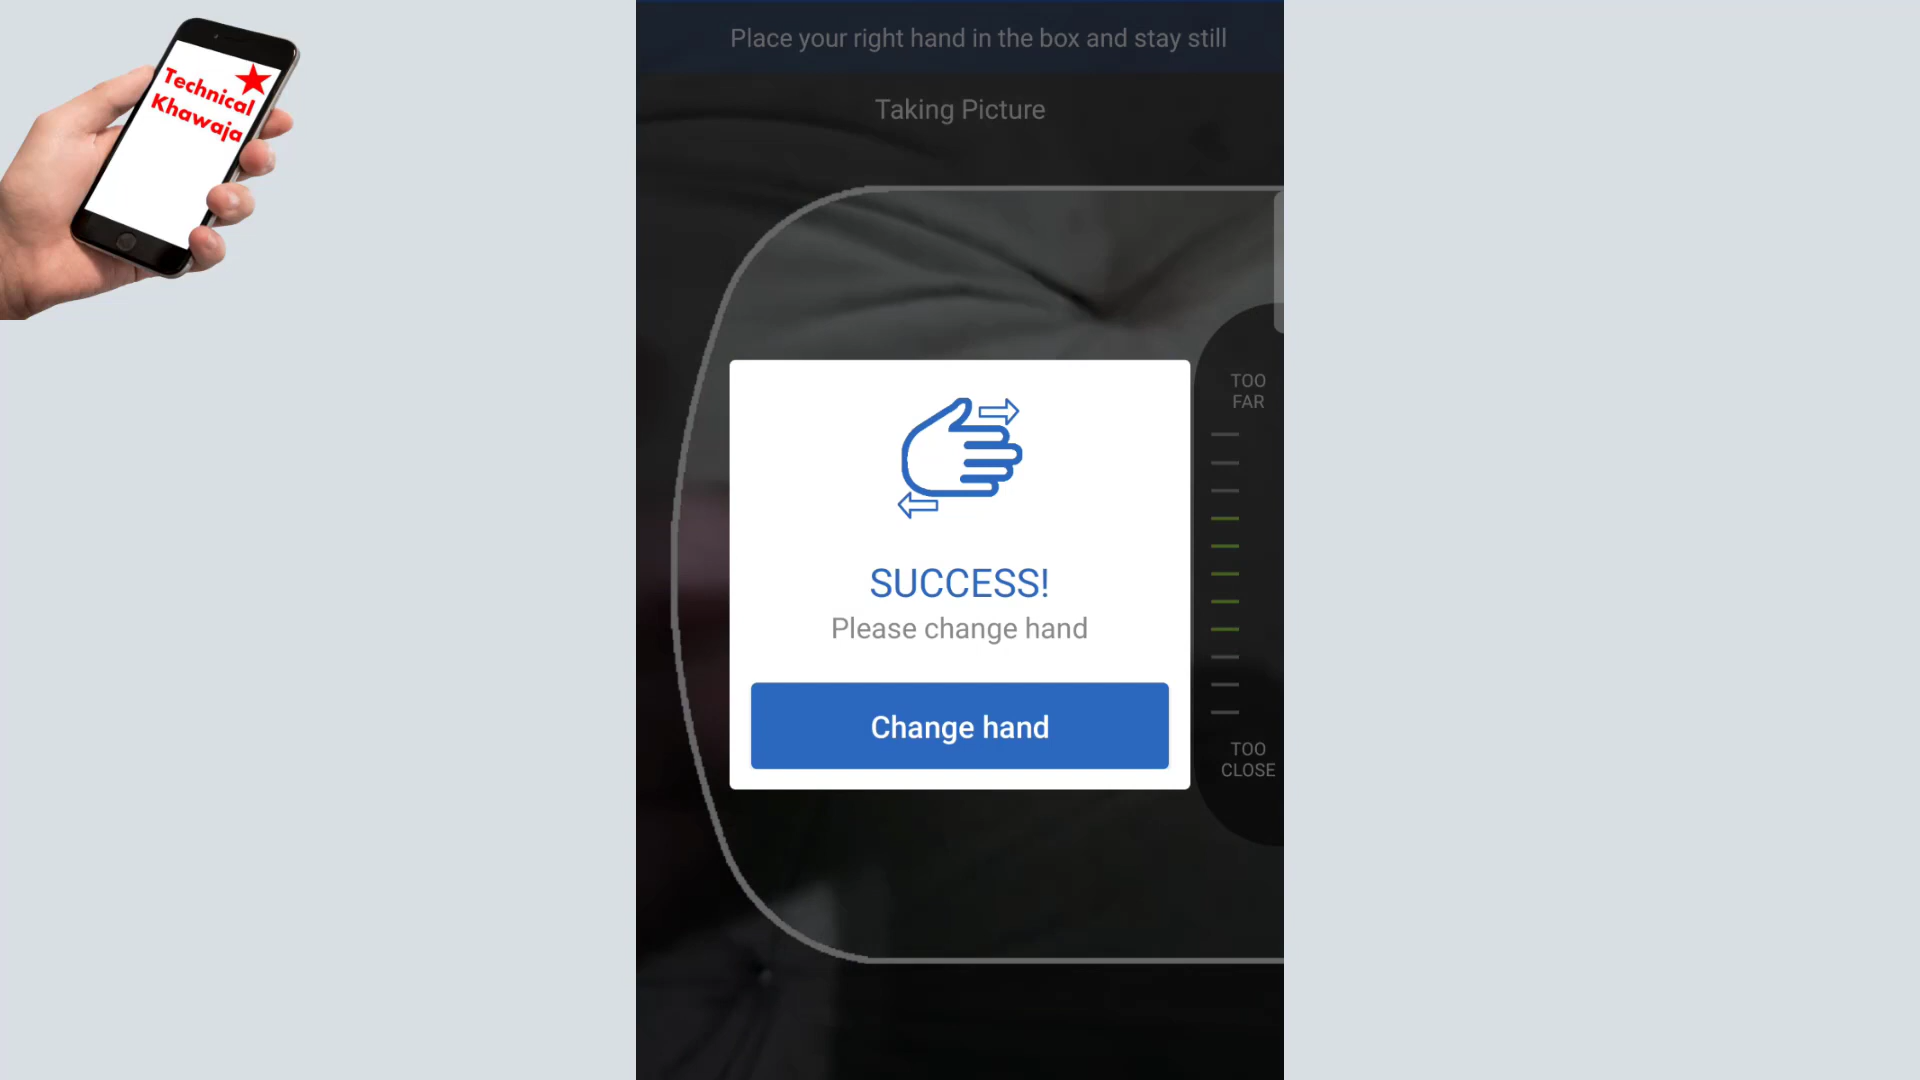 Technical
Khawaja
Place your right hand in the box and stay still
Taking Picture
TOO
FAR
SUCCESS!
Please change hand
Change hand
TOO
CLOSE